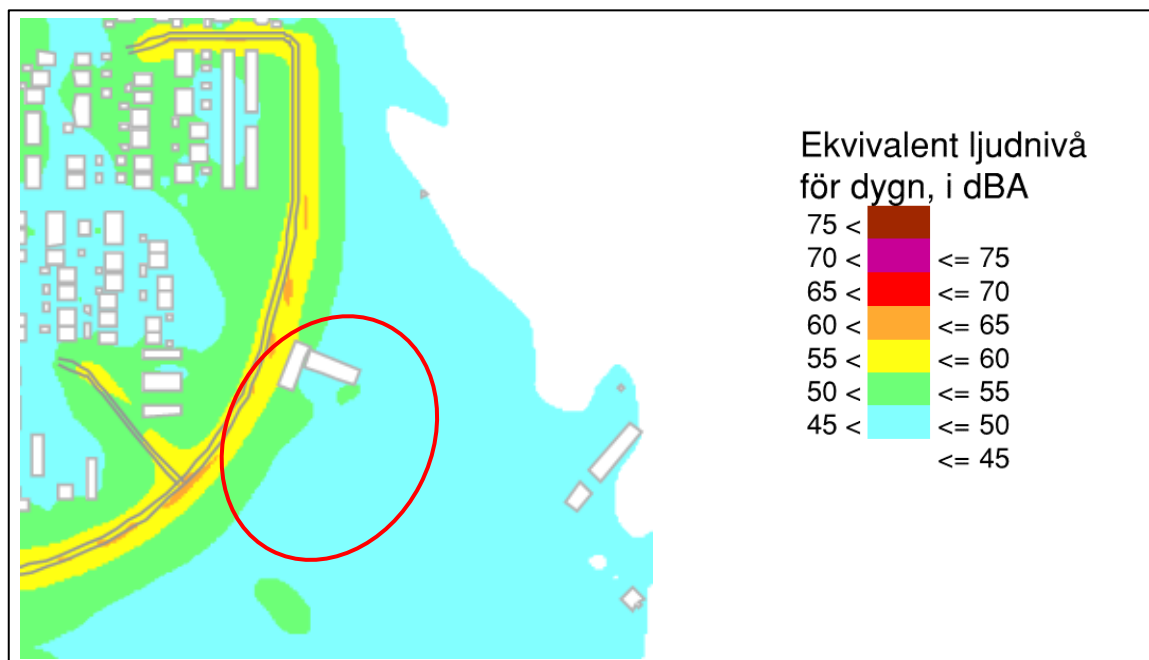 Ekvivalent ljudnivå
för dygn, i dBA
75 <
70 < <= 75
65 < <= 70
60 < <= 65
55 < <= 60
50 < <= 55
45 < <= 50
<= 45